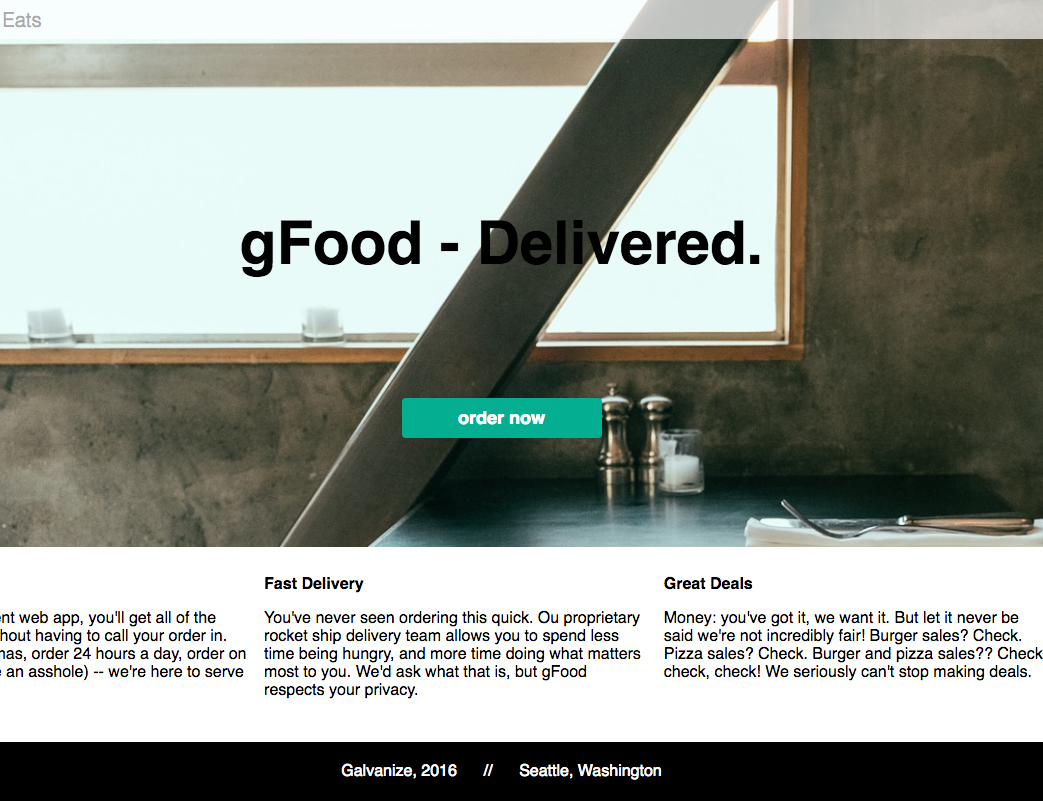 Eats
gFood - Delivered.
order now
nt web app, you'll get all of the
hout having to call your order in.
mas, order 24 hours a day, order on
e an asshole) -- we're here to serve
Fast Delivery
You've never seen ordering this quick. Ou proprietary
rocket ship delivery team allows you to spend less
time being hungry, and more time doing what matters
most to you. We'd ask what that is, but gFood
respects your privacy.
Great Deals
Money: you've got it, we want it. But let it never be
said we're not incredibly fair! Burger sales? Check.
Pizza sales? Check. Burger and pizza sales?? Check
check, check! We seriously can't stop making deals.
Galvanize, 2016 // Seattle, Washington